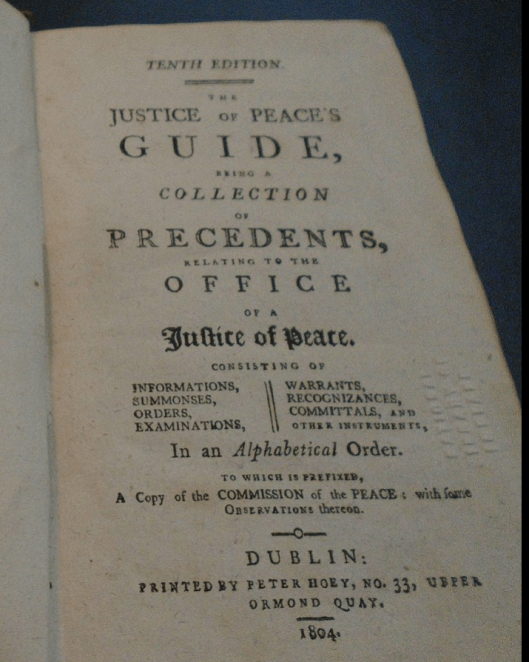 TENTH EDITION.
THE
JUSTICE OF PEACE'S
GUIDE,
BEING A
COLLECTION
OF
PRECEDENTS,
RELATING TO THE
OFFICE
OF A
Juſtice of Peace.
CONSISTING OF
INFORMATIONS,
SUMMONSES,
ORDERS,
EXAMINATIONS,
WARRANTS,
RECOGNIZANCES,
COMMITTALS, AND
OTHER INSTRUMENTS,
In an Alphabetical Order.
TO WHICH IS PREFIXED,
A Copy of the COMMISSION of the PEACE: with ſome
OBSERVATIONS thereon.
DUBLIN:
PRINTED BY PETER HOEY, NO. 33, UPPER
ORMOND QUAY.
1804.